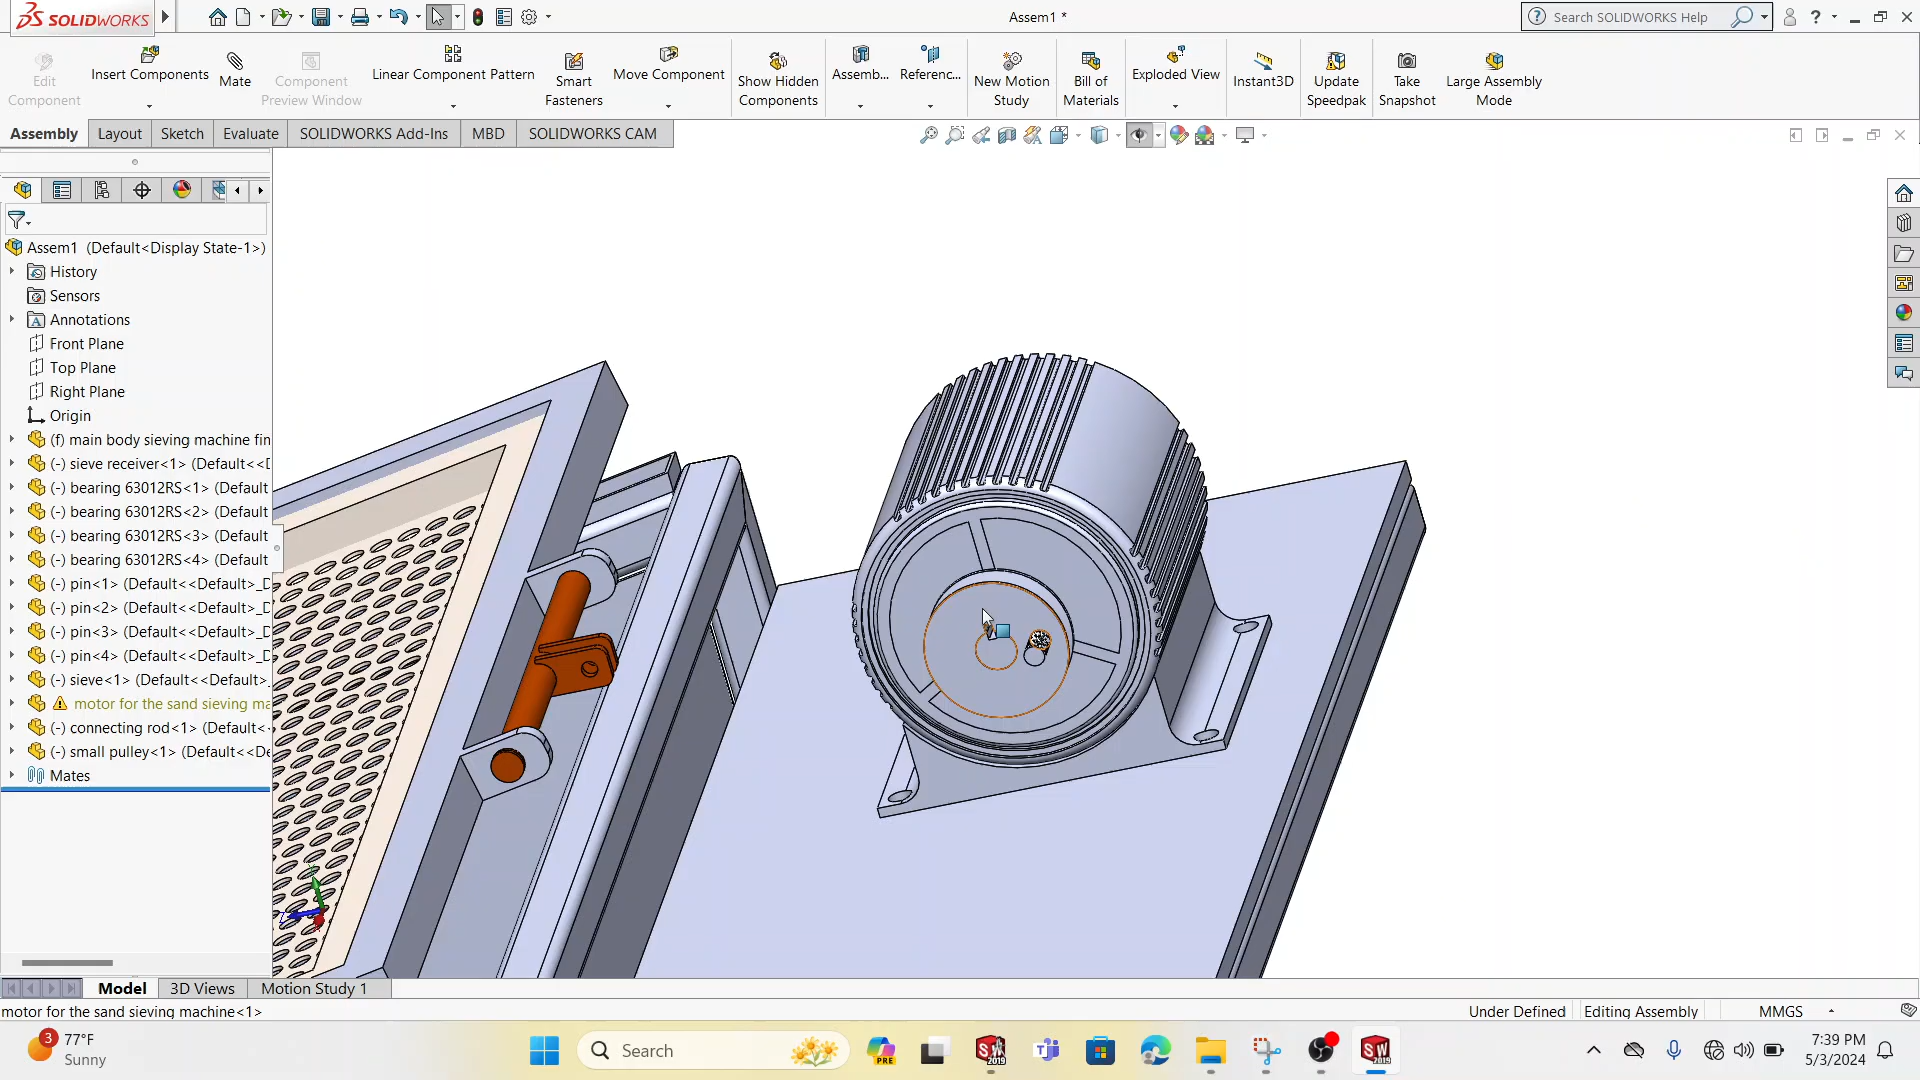 SOLIDWORKS
Assem1 *
Search SOLIDWORKS Help
Edit Component
Insert Components
Mate
Component Preview Window
Linear Component Pattern
Smart Fasteners
Move Component
Show Hidden Components
Assemb...
Referenc...
New Motion Study
Bill of Materials
Exploded View
Instant3D
Update Speedpak
Take Snapshot
Large Assembly Mode
Assembly
Layout
Sketch
Evaluate
SOLIDWORKS Add-Ins
MBD
SOLIDWORKS CAM
Assem1 (Default<Display State-1>)
History
Sensors
Annotations
Front Plane
Top Plane
Right Plane
Origin
(f) main body sieving machine fin
(-) sieve receiver<1> (Default<<D
(-) bearing 63012RS<1> (Default
(-) bearing 63012RS<2> (Default
(-) bearing 63012RS<3> (Default
(-) bearing 63012RS<4> (Default
(-) pin<1> (Default<<Default>_D
(-) pin<2> (Default<<Default>_D
(-) pin<3> (Default<<Default>_D
(-) pin<4> (Default<<Default>_D
(-) sieve<1> (Default<<Default>_
motor for the sand sieving ma
(-) connecting rod<1> (Default<
(-) small pulley<1> (Default<<De
Mates
Model
3D Views
Motion Study 1
motor for the sand sieving machine<1>
Under Defined
Editing Assembly
MMGS
3
77°F
Sunny
Search
PRE
SW
2019
SW
2019
7:39 PM
5/3/2024